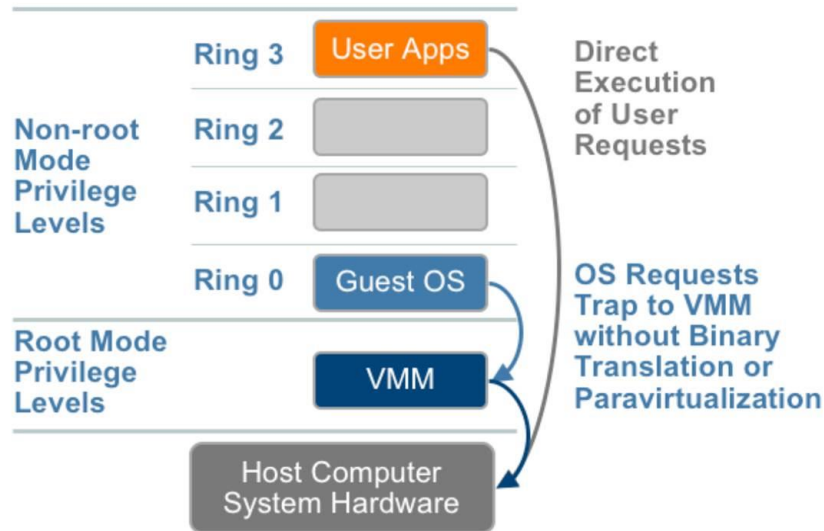 Ring 3
User Apps
Direct
Execution
of User
Requests
Non-root
Mode
Privilege
Levels
Ring 2
Ring 1
Ring 0
Guest OS
OS Requests
Trap to VMM
without Binary
Translation or
Paravirtualization
Root Mode
Privilege
Levels
VMM
Host Computer
System Hardware